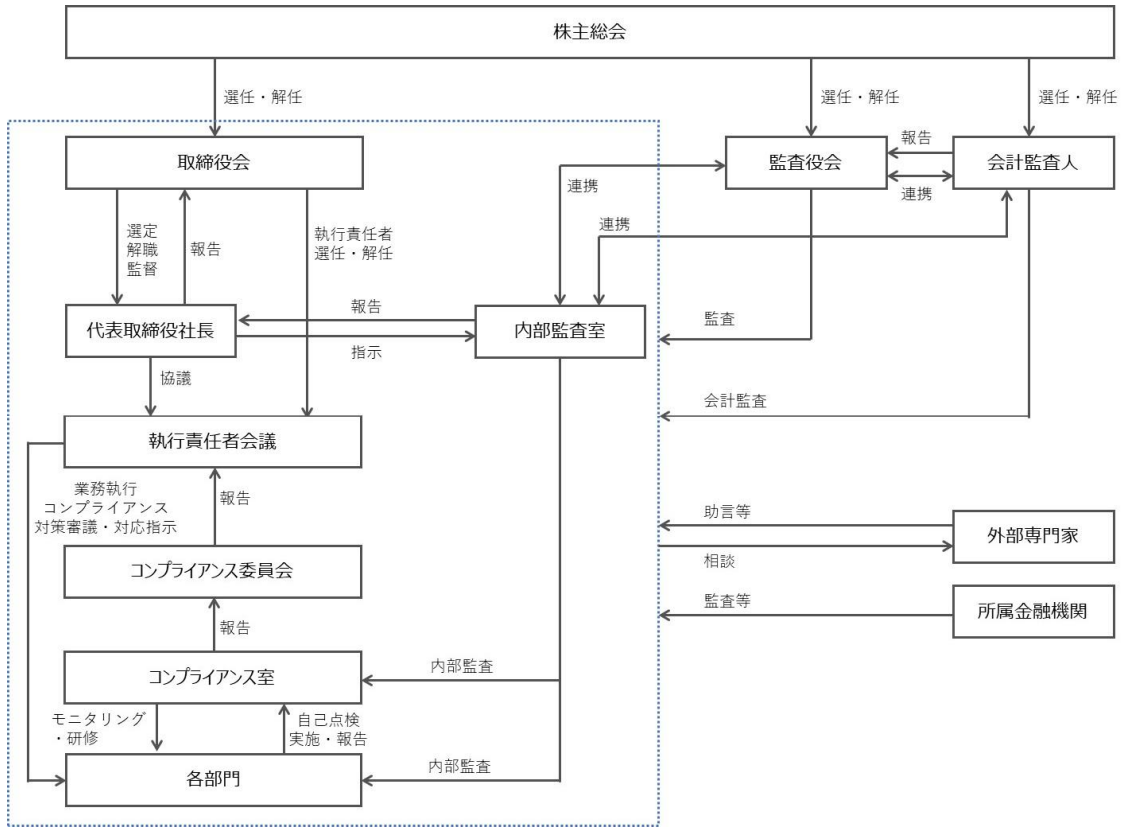 株主総会
選任・解任
選任・解任
選任・解任
取締役会
監査役会
報告
連携
会計監査人
連携
連携
選定
解職
監督
報告
執行責任者
選任・解任
代表取締役社長
報告
指示
内部監査室
監査
協議
会計監査
執行責任者会議
業務執行
コンプライアンス
対策審議・対応指示
報告
助言等
相談
外部専門家
コンプライアンス委員会
監査等
所属金融機関
報告
コンプライアンス室
内部監査
モニタリング
・研修
自己点検
実施・報告
各部門
内部監査